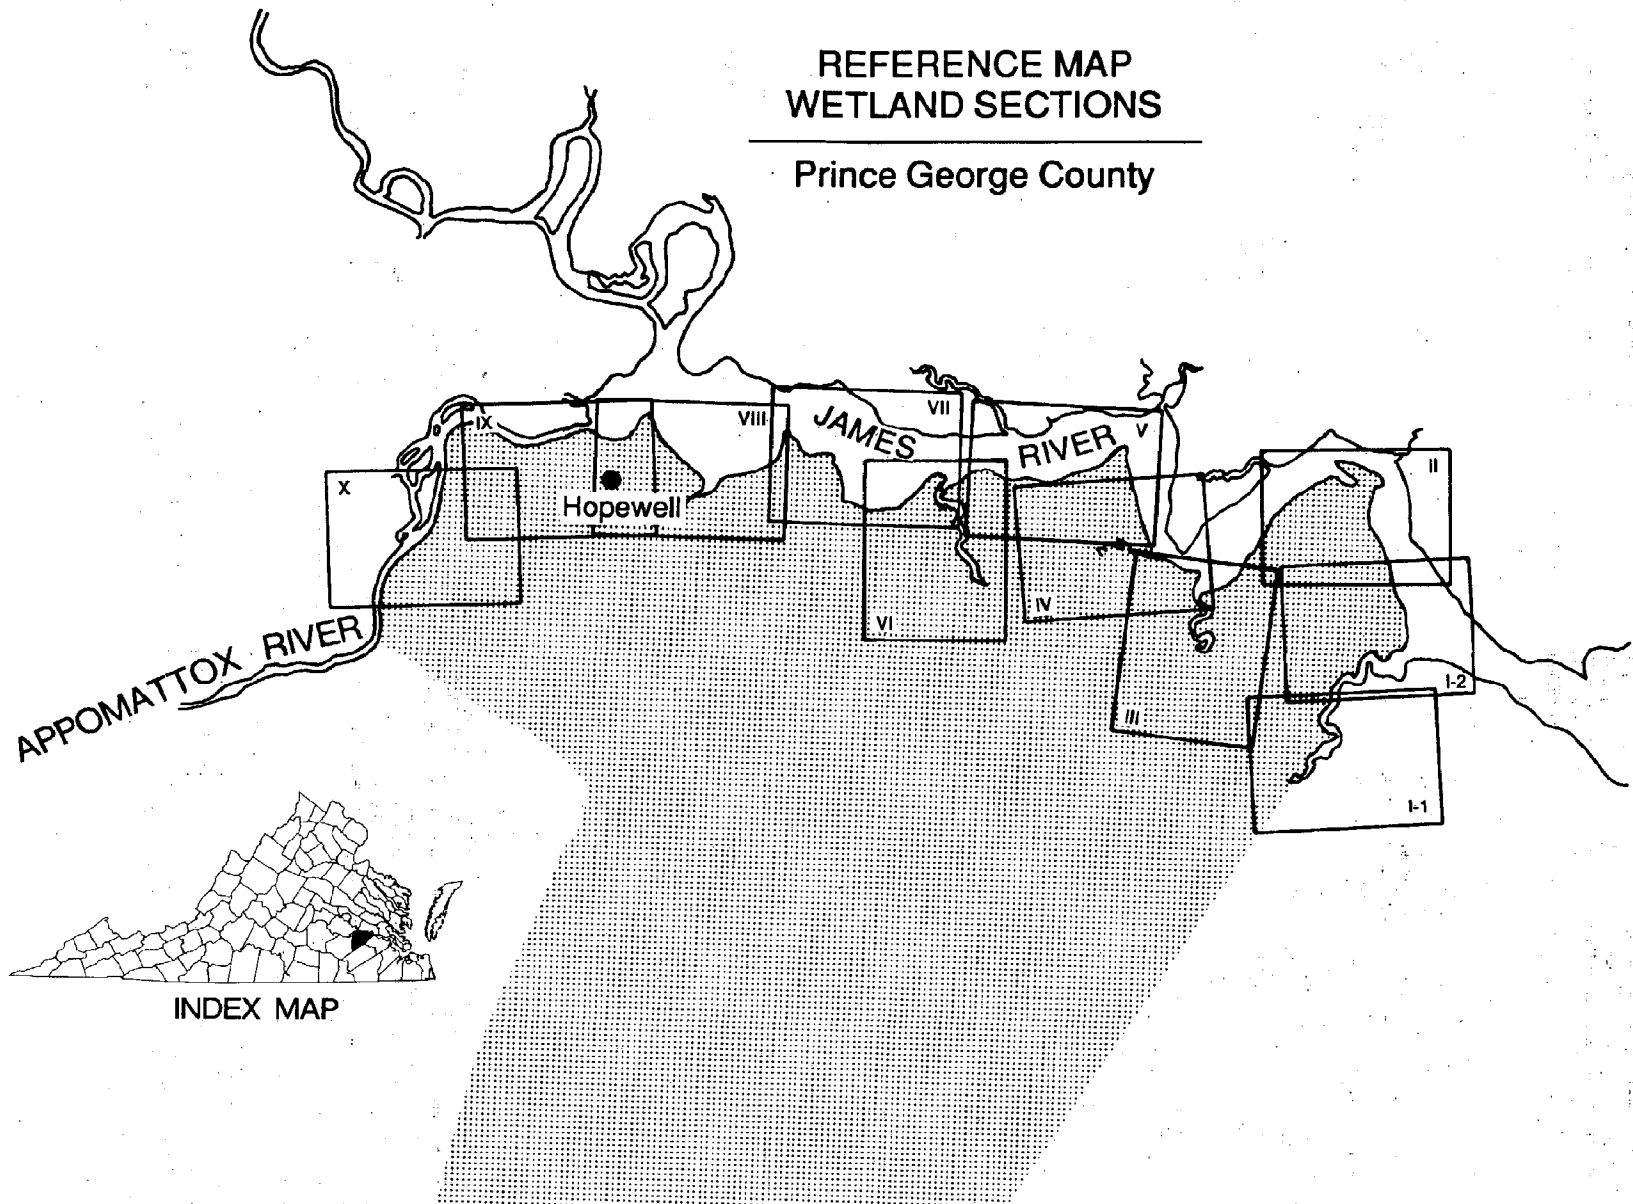 REFERENCE MAP
WETLAND SECTIONS
Prince George County
IX
VIII
VII
V
II
JAMES RIVER
X
Hopewell
VI
IV
III
I-2
I-1
APPOMATTOX RIVER
INDEX MAP